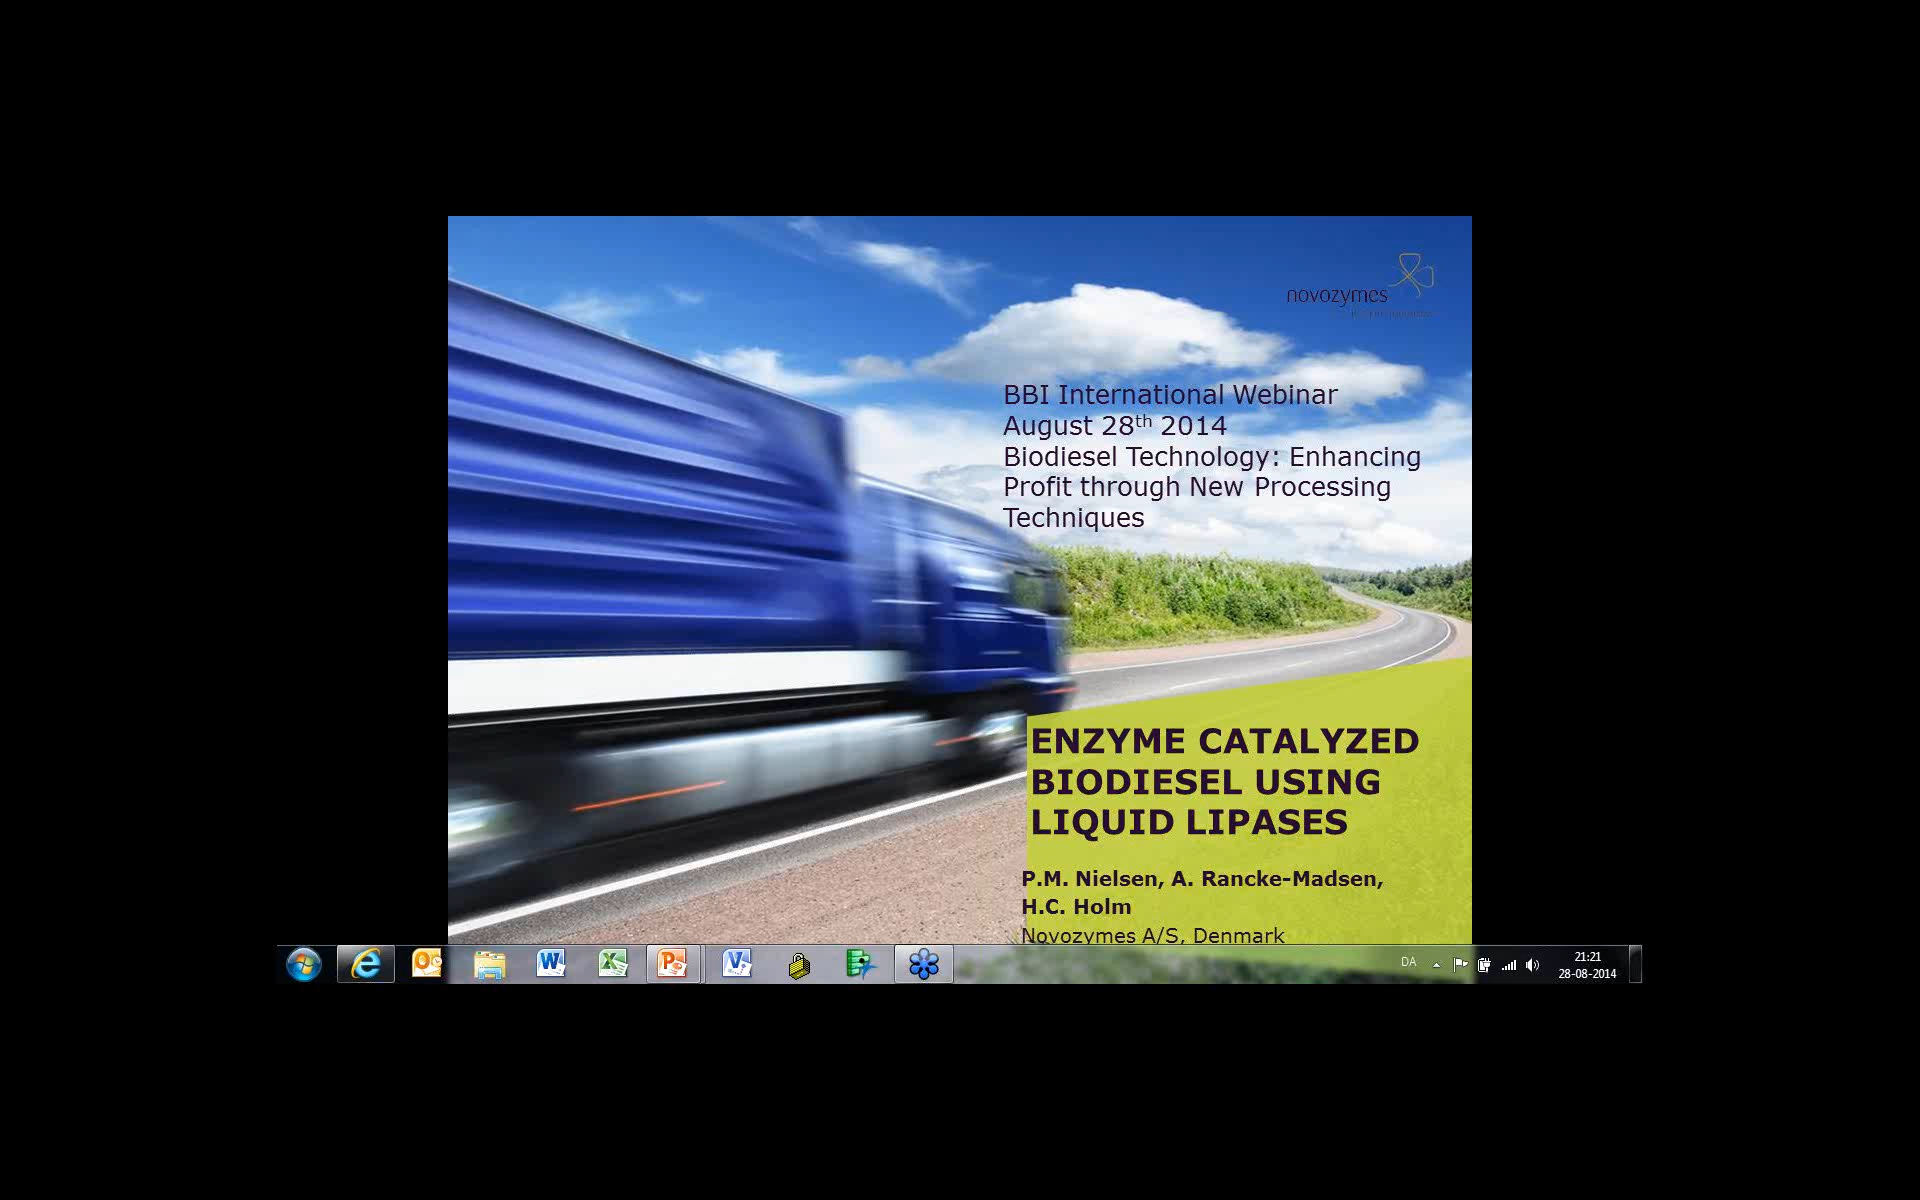 novozymes
BBI International Webinar
August 28th 2014
Biodiesel Technology: Enhancing
Profit through New Processing
Techniques
ENZYME CATALYZED
BIODIESEL USING
LIQUID LIPASES
P.M. Nielsen, A. Rancke-Madsen,
H.C. Holm
Novozymes A/S, Denmark
DA
21:21
28-08-2014